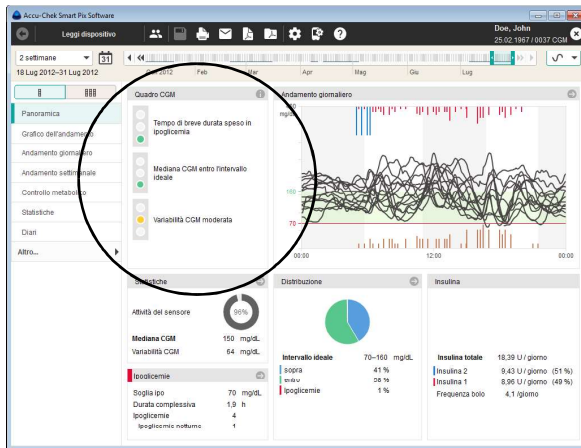 Accu-Chek Smart Pix Software
Leggi dispositivo
Doe, John
25.02.1967 / 0037 CGM
2 settimane
31
18 Lug 2012–31 Lug 2012
2012
Feb
Mar
Apr
Mag
Giu
Lug
Panoramica
Grafico dell'andamento
Andamento giornaliero
Andamento settimanale
Controllo metabolico
Statistiche
Diari
Altro...
Quadro CGM
Tempo di breve durata speso in
ipoglicemia
Mediana CGM entro l'intervallo
ideale
Variabilità CGM moderata
Andamento giornaliero
mg/dL
160
70
00:00
12:00
00:00
Statistiche
Attività del sensore
96%
Mediana CGM 150 mg/dL
Variabilità CGM 64 mg/dL
Ipoglicemie
Soglia ipo 70 mg/dL
Durata complessiva 1,9 h
Ipoglicemie 4
Ipoglicemie notturne 1
Distribuzione
Intervallo ideale 70–160 mg/dL
sopra 41 %
entro 58 %
Ipoglicemie 1 %
Insulina
Insulina totale 18,39 U / giorno
Insulina 2 9,43 U / giorno (51 %)
Insulina 1 8,96 U / giorno (49 %)
Frequenza bolo 4,1 /giorno